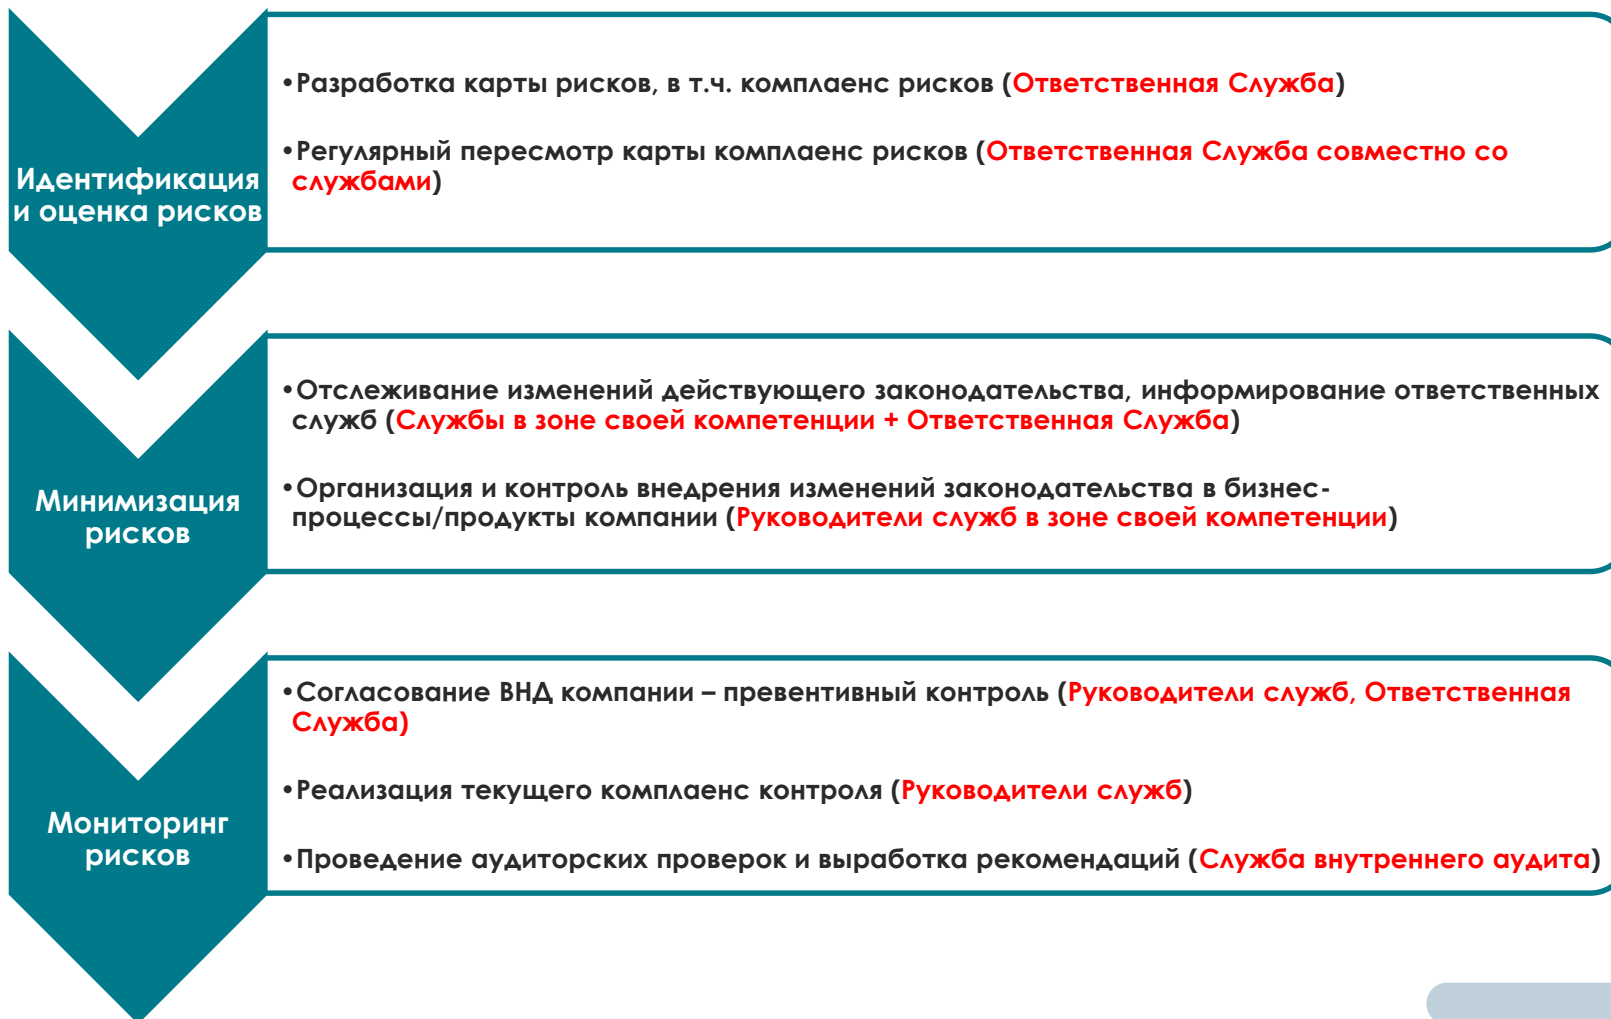 •Разработка карты рисков, в т.ч. комплаенс рисков (Ответственная Служба)
•Регулярный пересмотр карты комплаенс рисков (Ответственная Служба совместно со
службами)
Идентификация
и оценка рисков
•Отслеживание изменений действующего законодательства, информирование ответственных
служб (Службы в зоне своей компетенции + Ответственная Служба)
•Организация и контроль внедрения изменений законодательства в бизнес-
процессы/продукты компании (Руководители служб в зоне своей компетенции)
Минимизация
рисков
•Согласование ВНД компании – превентивный контроль (Руководители служб, Ответственная
Служба)
•Реализация текущего комплаенс контроля (Руководители служб)
•Проведение аудиторских проверок и выработка рекомендаций (Служба внутреннего аудита)
Мониторинг
рисков